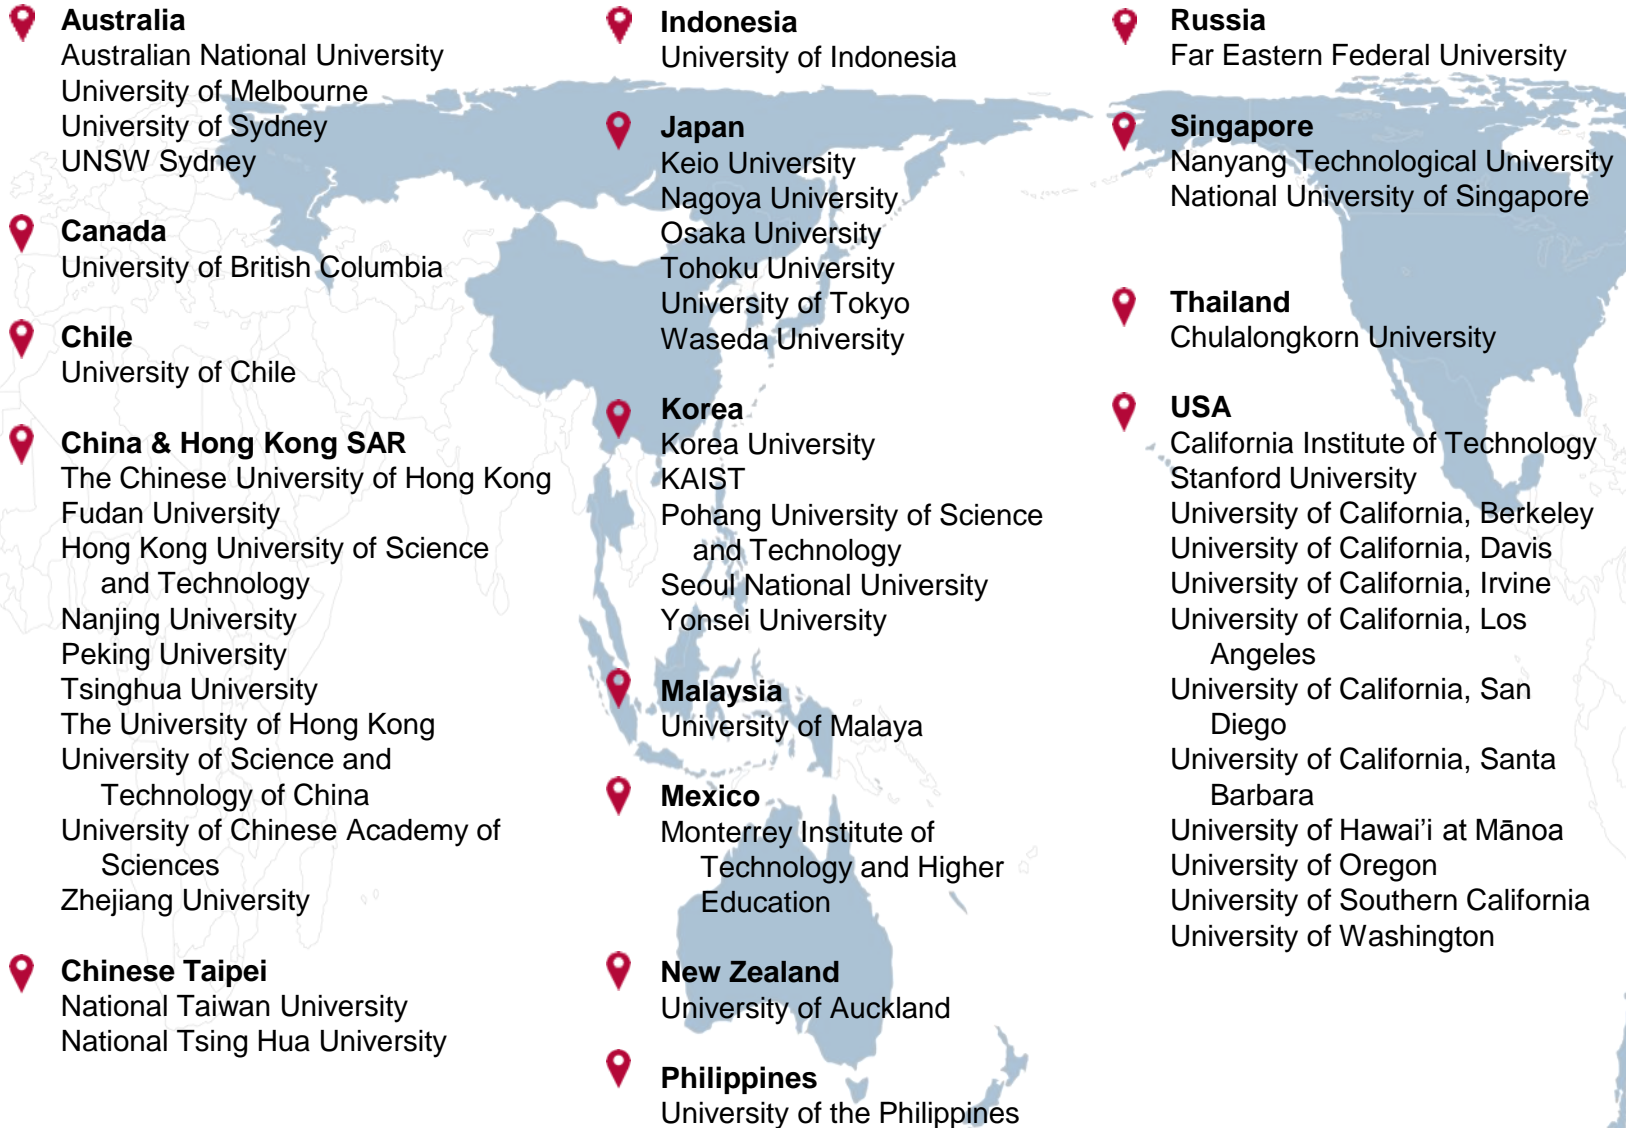 Australia
Australian National University
University of Melbourne
University of Sydney
UNSW Sydney
Canada
University of British Columbia
Chile
University of Chile
China & Hong Kong SAR
The Chinese University of Hong Kong
Fudan University
Hong Kong University of Science
and Technology
Nanjing University
Peking University
Tsinghua University
The University of Hong Kong
University of Science and
Technology of China
University of Chinese Academy of
Sciences
Zhejiang University
Chinese Taipei
National Taiwan University
National Tsing Hua University
Indonesia
University of Indonesia
Japan
Keio University
Nagoya University
Osaka University
Tohoku University
University of Tokyo
Waseda University
Korea
Korea University
KAIST
Pohang University of Science
and Technology
Seoul National University
Yonsei University
Malaysia
University of Malaya
Mexico
Monterrey Institute of
Technology and Higher
Education
New Zealand
University of Auckland
Philippines
University of the Philippines
Russia
Far Eastern Federal University
Singapore
Nanyang Technological University
National University of Singapore
Thailand
Chulalongkorn University
USA
California Institute of Technology
Stanford University
University of California, Berkeley
University of California, Davis
University of California, Irvine
University of California, Los
Angeles
University of California, San
Diego
University of California, Santa
Barbara
University of Hawai’i at Mānoa
University of Oregon
University of Southern California
University of Washington